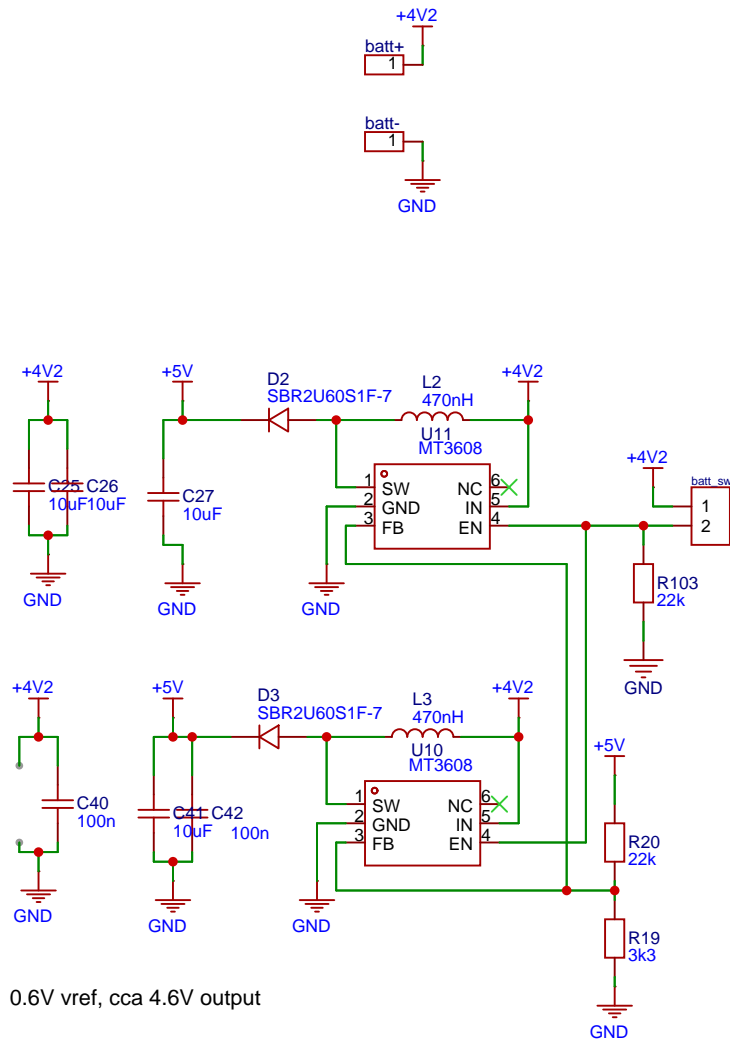 +4V2
batt+
1
batt-
1
GND
+4V2
+5V
D2
SBR2U60S1F-7
L2
470nH
+4V2
U11
MT3608
+4V2
batt_sw
C25 C26
10uF 10uF
C27
10uF
1 SW NC 6
2 GND IN 5
3 FB EN 4
1
2
R103
22k
GND
GND
GND
GND
+4V2
+5V
D3
SBR2U60S1F-7
L3
470nH
+4V2
U10
MT3608
+5V
C40
100n
C41 C42
10uF 100n
1 SW NC 6
2 GND IN 5
3 FB EN 4
R20
22k
GND
GND
GND
R19
3k3
0.6V vref, cca 4.6V output
GND